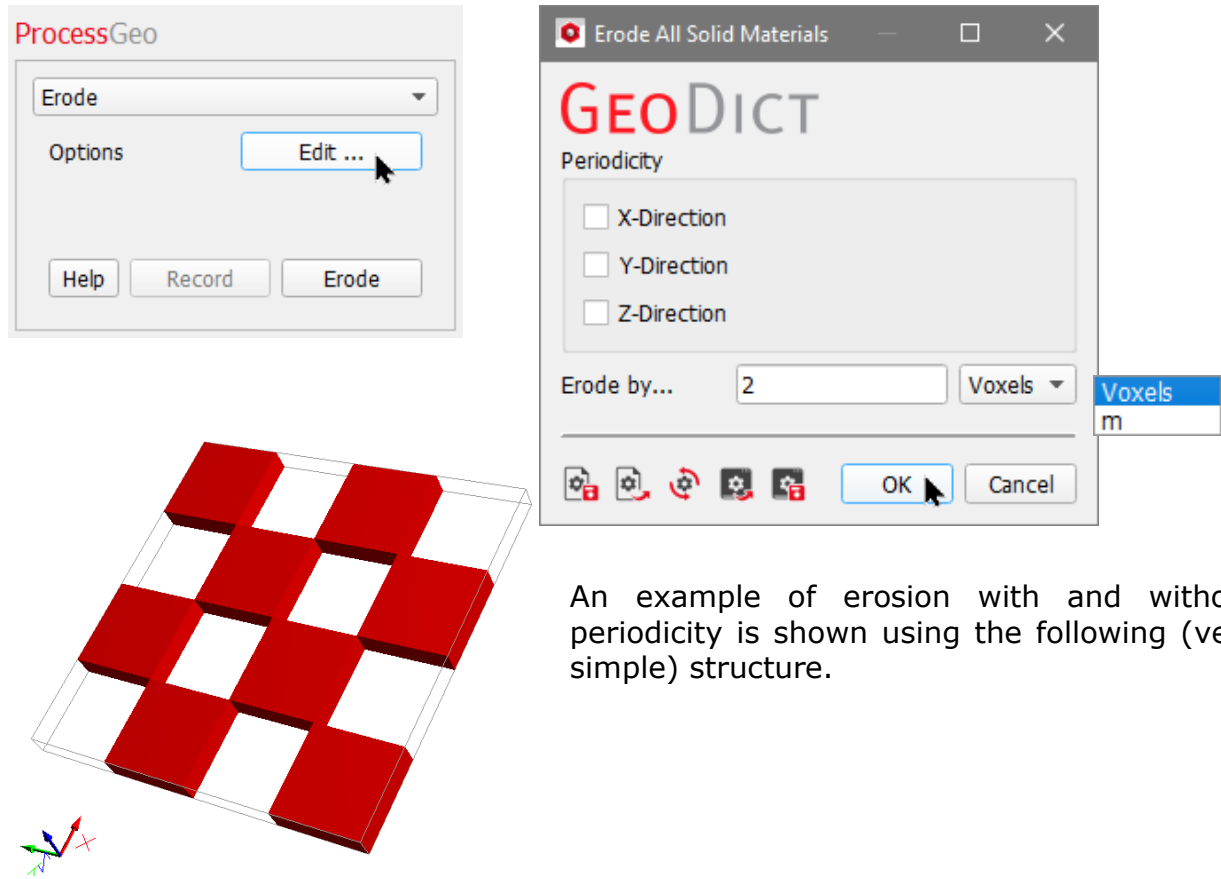 ProcessGeo
Erode
Options
Edit ...
Help
Record
Erode
Erode All Solid Materials
GEODICT
Periodicity
X-Direction
Y-Direction
Z-Direction
Erode by...
2
Voxels
Voxels
m
OK
Cancel
An example of erosion with and
periodicity is shown using the following
simple) structure.
X